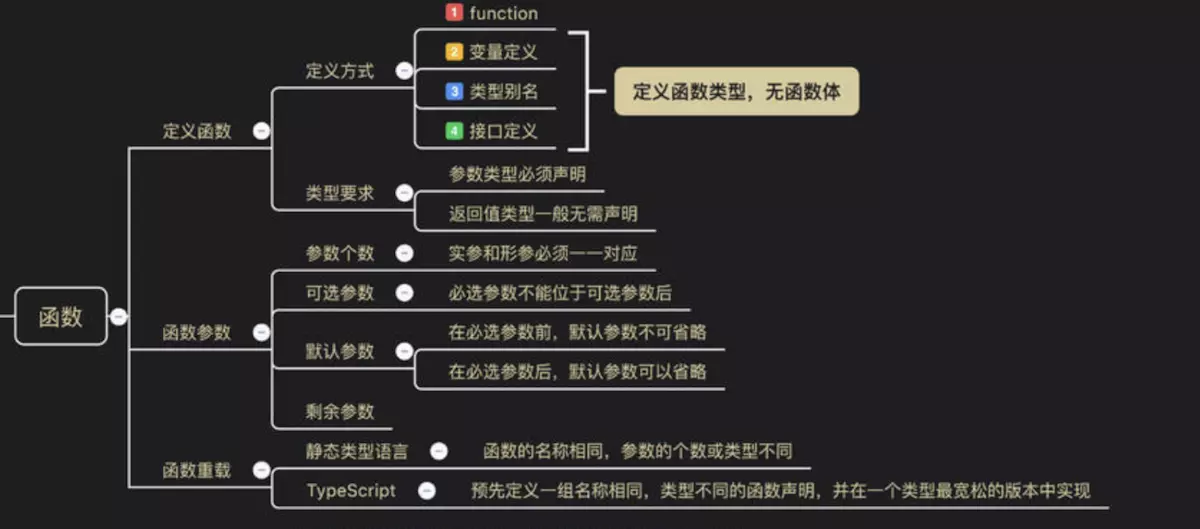 函数
定义函数
定义方式
1 function
2 变量定义
3 类型别名
4 接口定义
定义函数类型，无函数体
类型要求
参数类型必须声明
返回值类型一般无需声明
函数参数
参数个数
实参和形参必须一一对应
可选参数
必选参数不能位于可选参数后
默认参数
在必选参数前，默认参数不可省略
在必选参数后，默认参数可以省略
剩余参数
函数重载
静态类型语言
函数的名称相同，参数的个数或类型不同
TypeScript
预先定义一组名称相同，类型不同的函数声明，并在一个类型最宽松的版本中实现